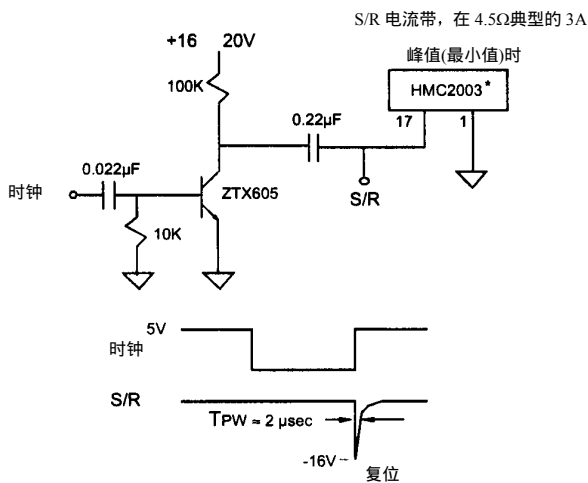 S/R 电流带，在 4.5Ω典型的 3A
峰值(最小值)时
+16 20V
100K
HMC2003*
17 1
0.22µF
0.022µF
时钟
ZTX605
S/R
10K
5V
时钟
S/R
TPW ≈ 2 µsec
-16V
复位